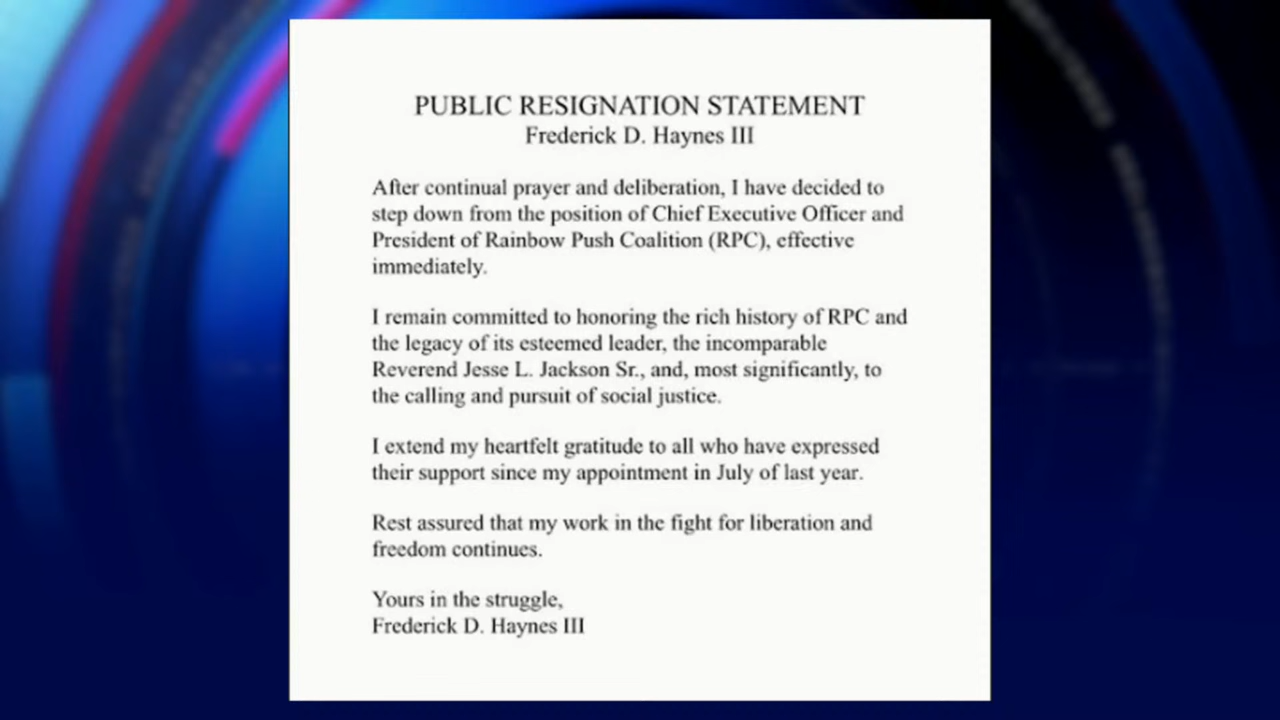 PUBLIC RESIGNATION STATEMENT
Frederick D. Haynes III
After continual prayer and deliberation, I have decided to
step down from the position of Chief Executive Officer and
President of Rainbow Push Coalition (RPC), effective
immediately.
I remain committed to honoring the rich history of RPC and
the legacy of its esteemed leader, the incomparable
Reverend Jesse L. Jackson Sr., and, most significantly, to
the calling and pursuit of social justice.
I extend my heartfelt gratitude to all who have expressed
their support since my appointment in July of last year.
Rest assured that my work in the fight for liberation and
freedom continues.
Yours in the struggle,
Frederick D. Haynes III